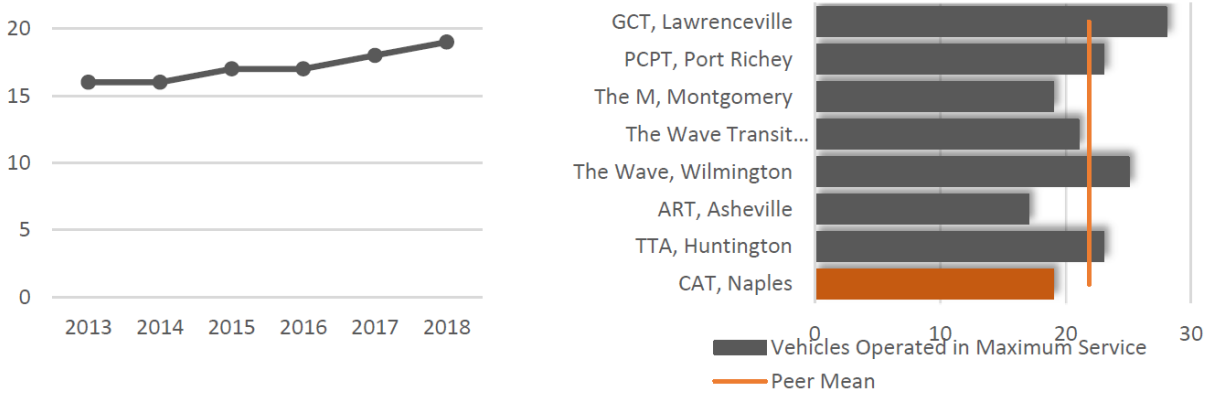 20
15
10
5
0
2013 2014 2015 2016 2017 2018
GCT, Lawrenceville
PCPT, Port Richey
The M, Montgomery
The Wave Transit...
The Wave, Wilmington
ART, Asheville
TTA, Huntington
CAT, Naples
0 10 20 30
Vehicles Operated in Maximum Service
Peer Mean